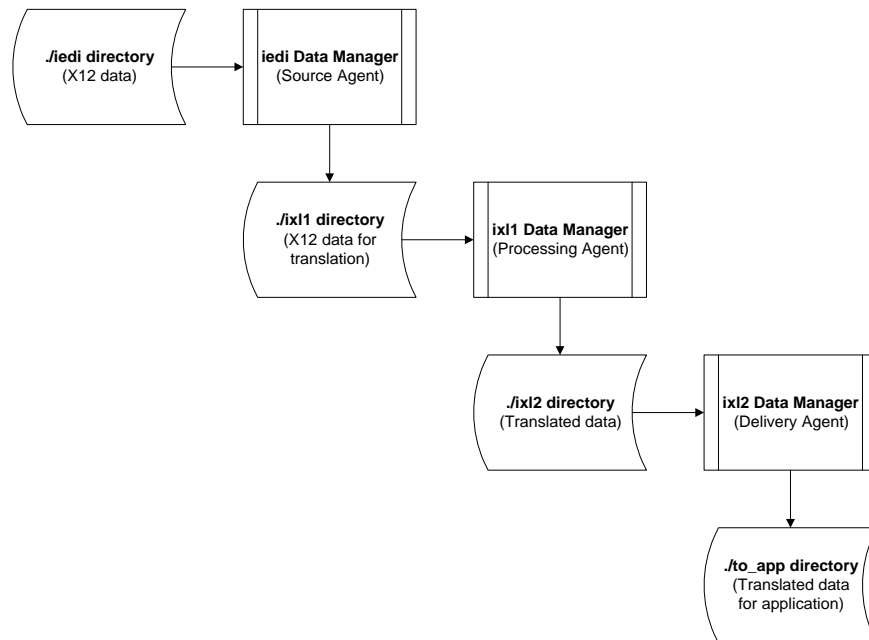 ./iedi directory
(X12 data)
iedi Data Manager
(Source Agent)
./ixl1 directory
(X12 data for
translation)
ixl1 Data Manager
(Processing Agent)
./ixl2 directory
(Translated data)
ixl2 Data Manager
(Delivery Agent)
./to_app directory
(Translated data
for application)